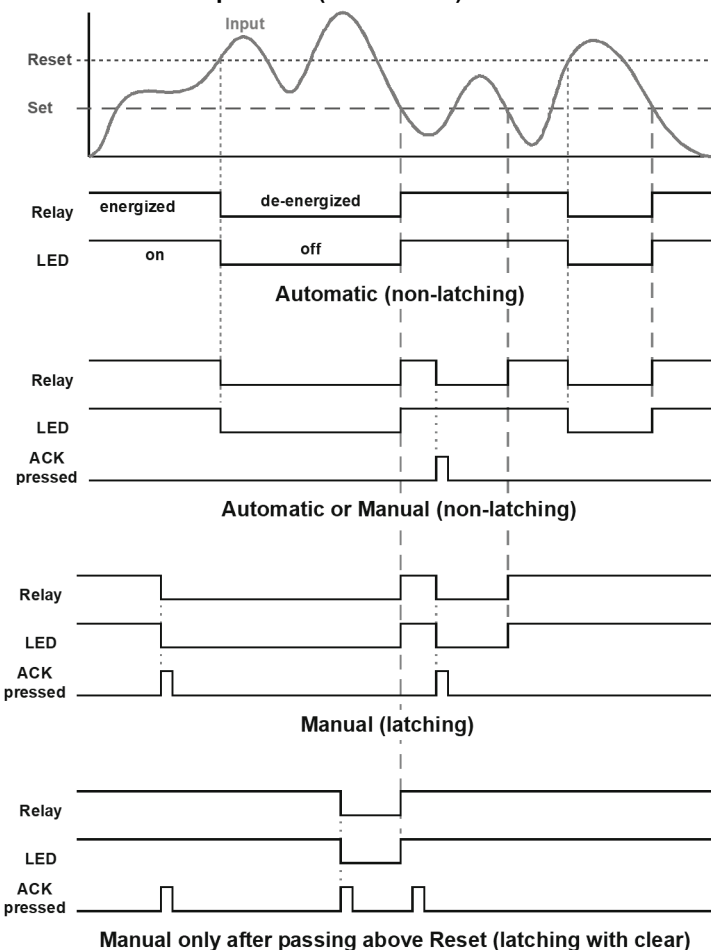 Input
Reset
Set
Relay energized de-energized
LED on off
Automatic (non-latching)
Relay
LED
ACK
pressed
Automatic or Manual (non-latching)
Relay
LED
ACK
pressed
Manual (latching)
Relay
LED
ACK
pressed
Manual only after passing above Reset (latching with clear)